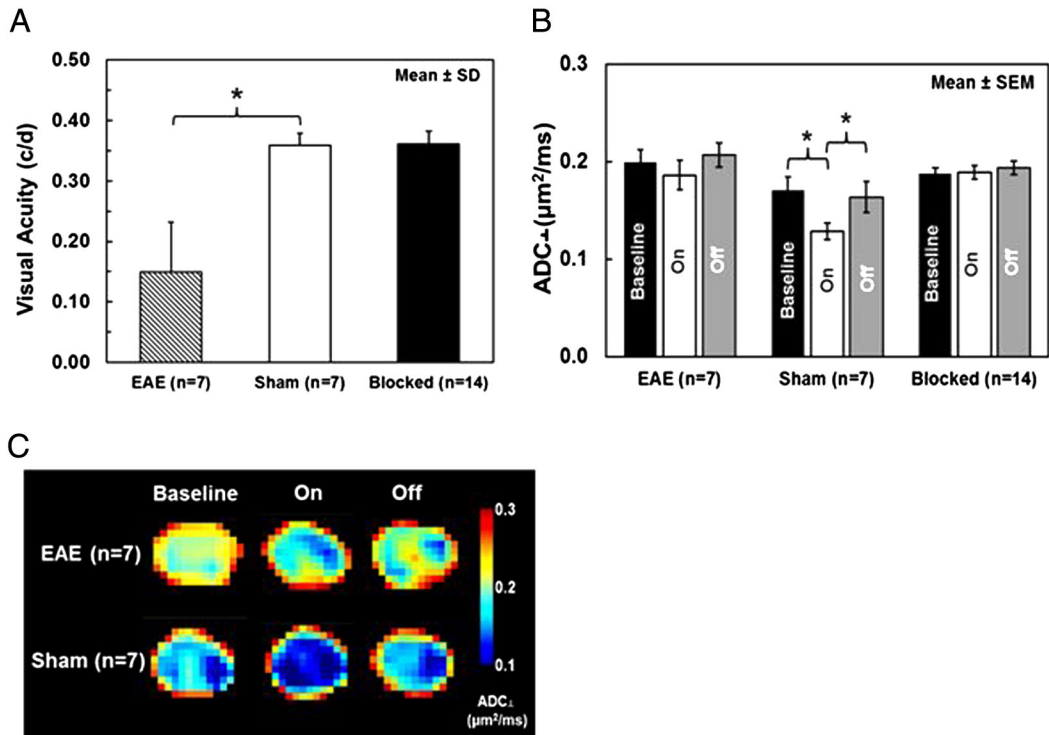 A
0.50
0.40
0.30
0.20
0.10
0.00
Visual Acuity (c/d)
Mean ± SD
*
EAE (n=7)
Sham (n=7)
Blocked (n=14)
B
0.3
0.2
0.1
0.0
ADC⊥(µm²/ms)
Mean ± SEM
*
*
Baseline
On
Off
Baseline
On
Off
Baseline
On
Off
EAE (n=7)
Sham (n=7)
Blocked (n=14)
C
Baseline On Off
EAE (n=7)
Sham (n=7)
0.3
0.2
0.1
ADC⊥
(µm²/ms)